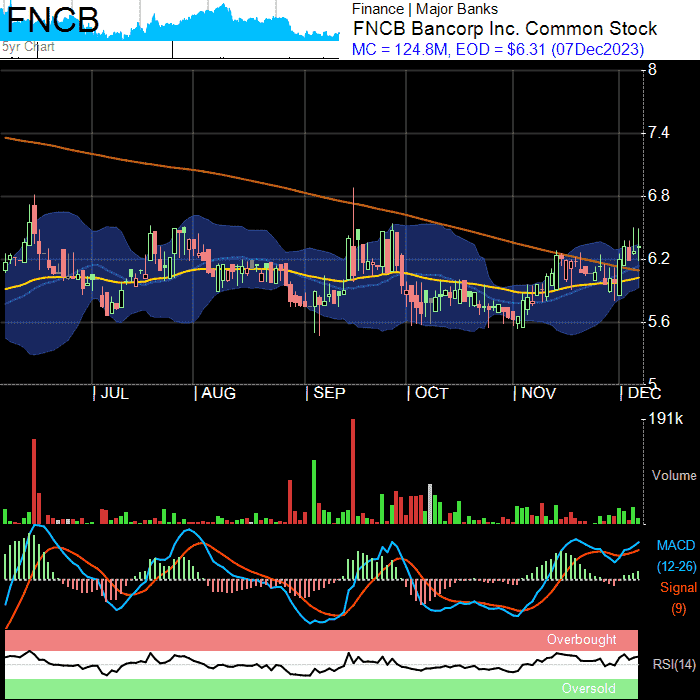 FNCB
5yr Chart
Finance | Major Banks
FNCB Bancorp Inc. Common Stock
MC = 124.8M, EOD = $6.31 (07Dec2023)
8
7.4
6.8
6.2
5.6
5
JUL AUG SEP OCT NOV DEC
191k
Volume
MACD
(12-26)
Signal
(9)
Overbought
RSI(14)
Oversold